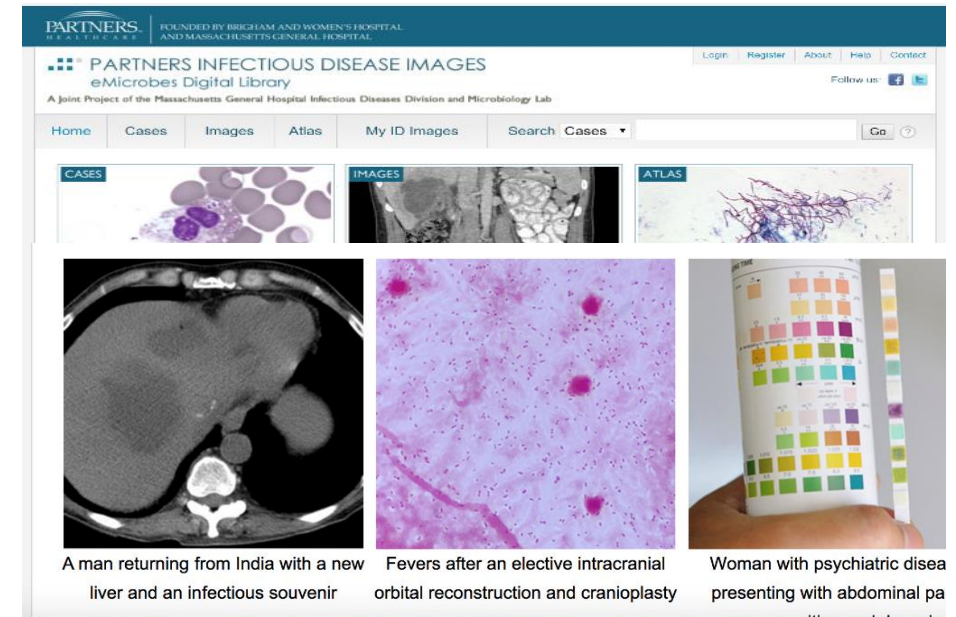 PARTNERS
HEALTHCARE
FOUNDED BY BRIGHAM AND WOMEN'S HOSPITAL
AND MASSACHUSETTS GENERAL HOSPITAL
Login Register About Help Contact
PARTNERS INFECTIOUS DISEASE IMAGES
eMicrobes Digital Library
Follow us:
A Joint Project of the Massachusetts General Hospital Infectious Diseases Division and Microbiology Lab
Home Cases Images Atlas My ID Images Search Cases Go ?
CASES IMAGES ATLAS
A man returning from India with a new
liver and an infectious souvenir
Fevers after an elective intracranial
orbital reconstruction and cranioplasty
Woman with psychiatric disea
presenting with abdominal pa